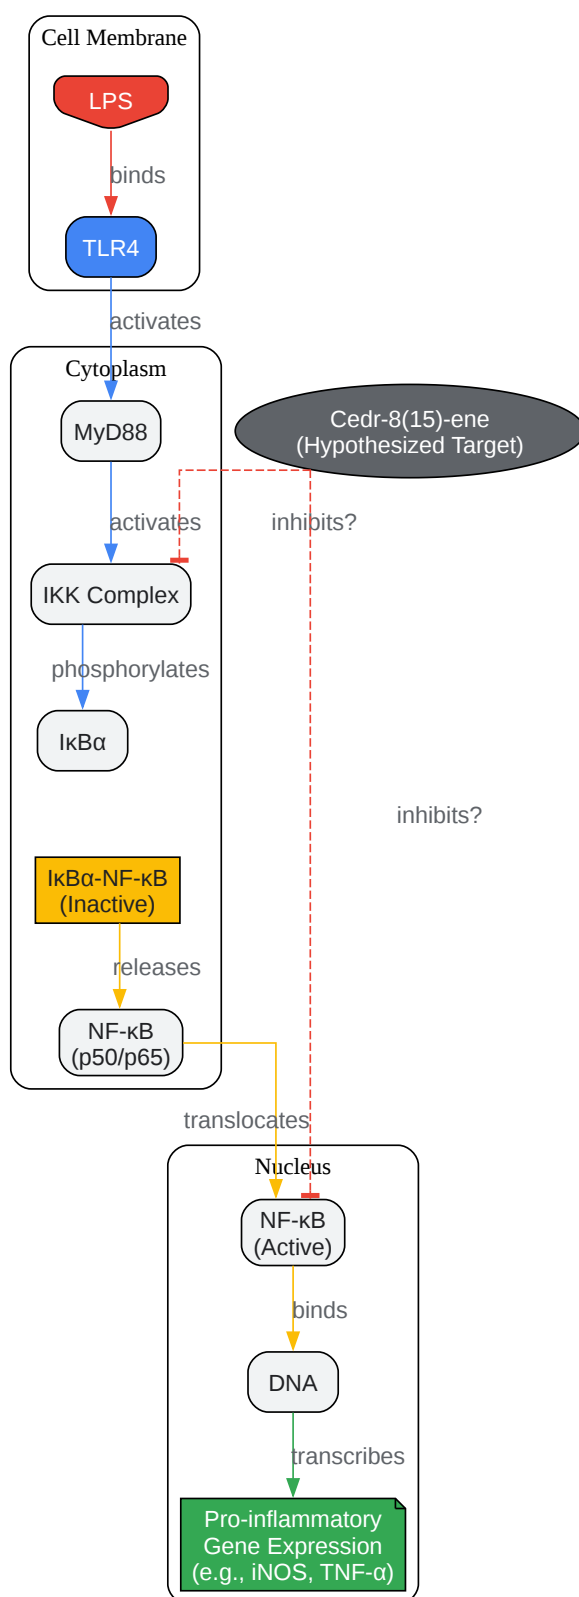 Cell Membrane
LPS
binds
TLR4
activates
Cytoplasm
MyD88
Cedr-8(15)-ene
(Hypothesized Target)
activates
inhibits?
IKK Complex
phosphorylates
IκBα
inhibits?
IκBα-NF-κB
(Inactive)
releases
NF-κB
(p50/p65)
translocates
Nucleus
NF-κB
(Active)
binds
DNA
transcribes
Pro-inflammatory
Gene Expression
(e.g., iNOS, TNF-α)